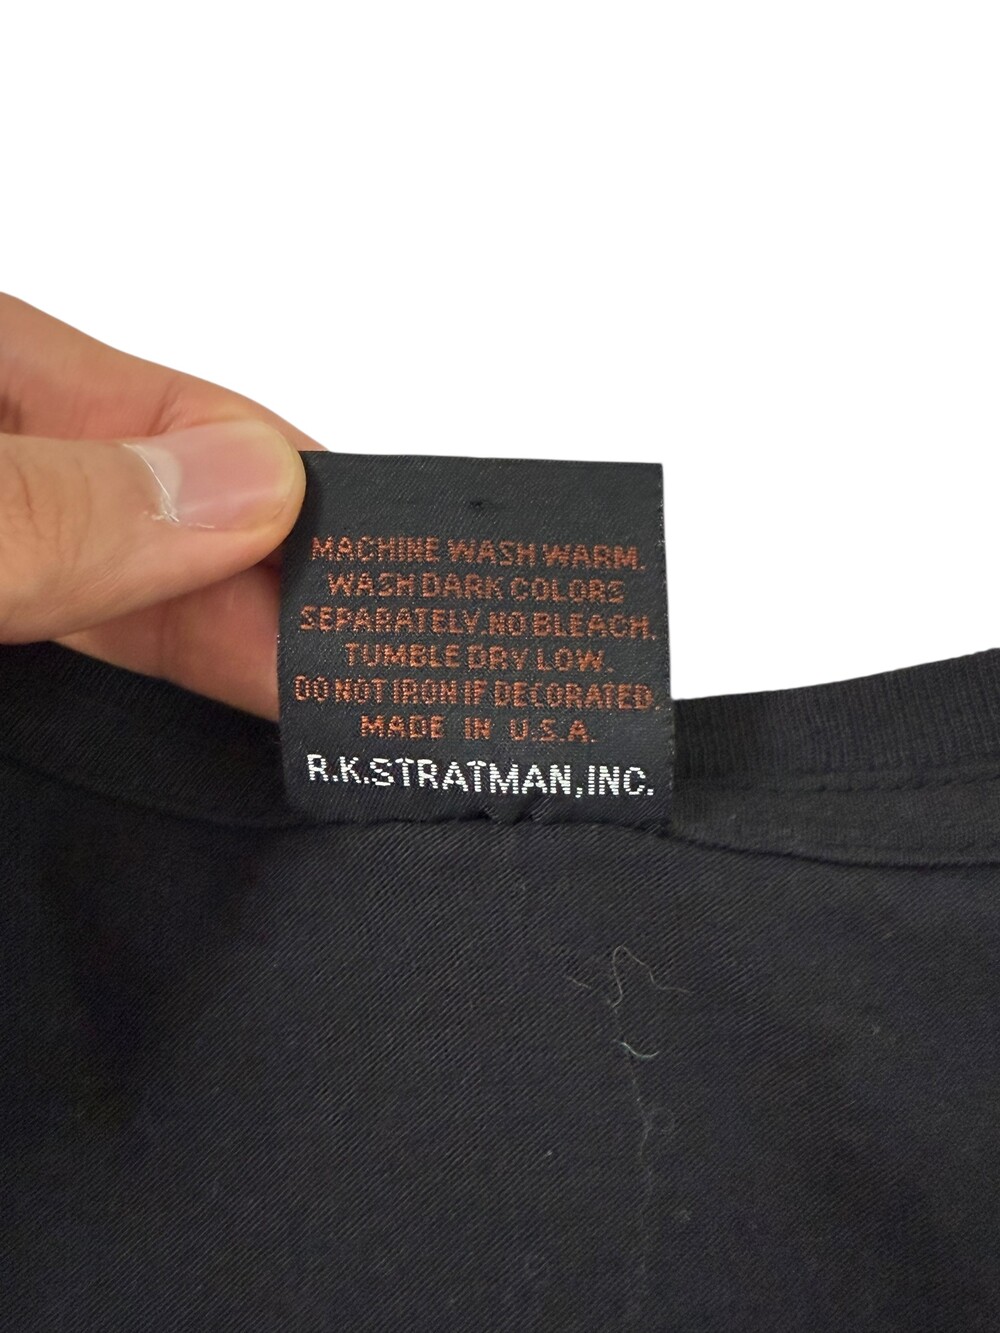 MACHINE WASH WARM.
WASH DARK COLORS
SEPARATELY. NO BLEACH.
TUMBLE DRY LOW.
DO NOT IRON IF DECORATED.
MADE IN U.S.A.
R.K.STRATMAN,INC.